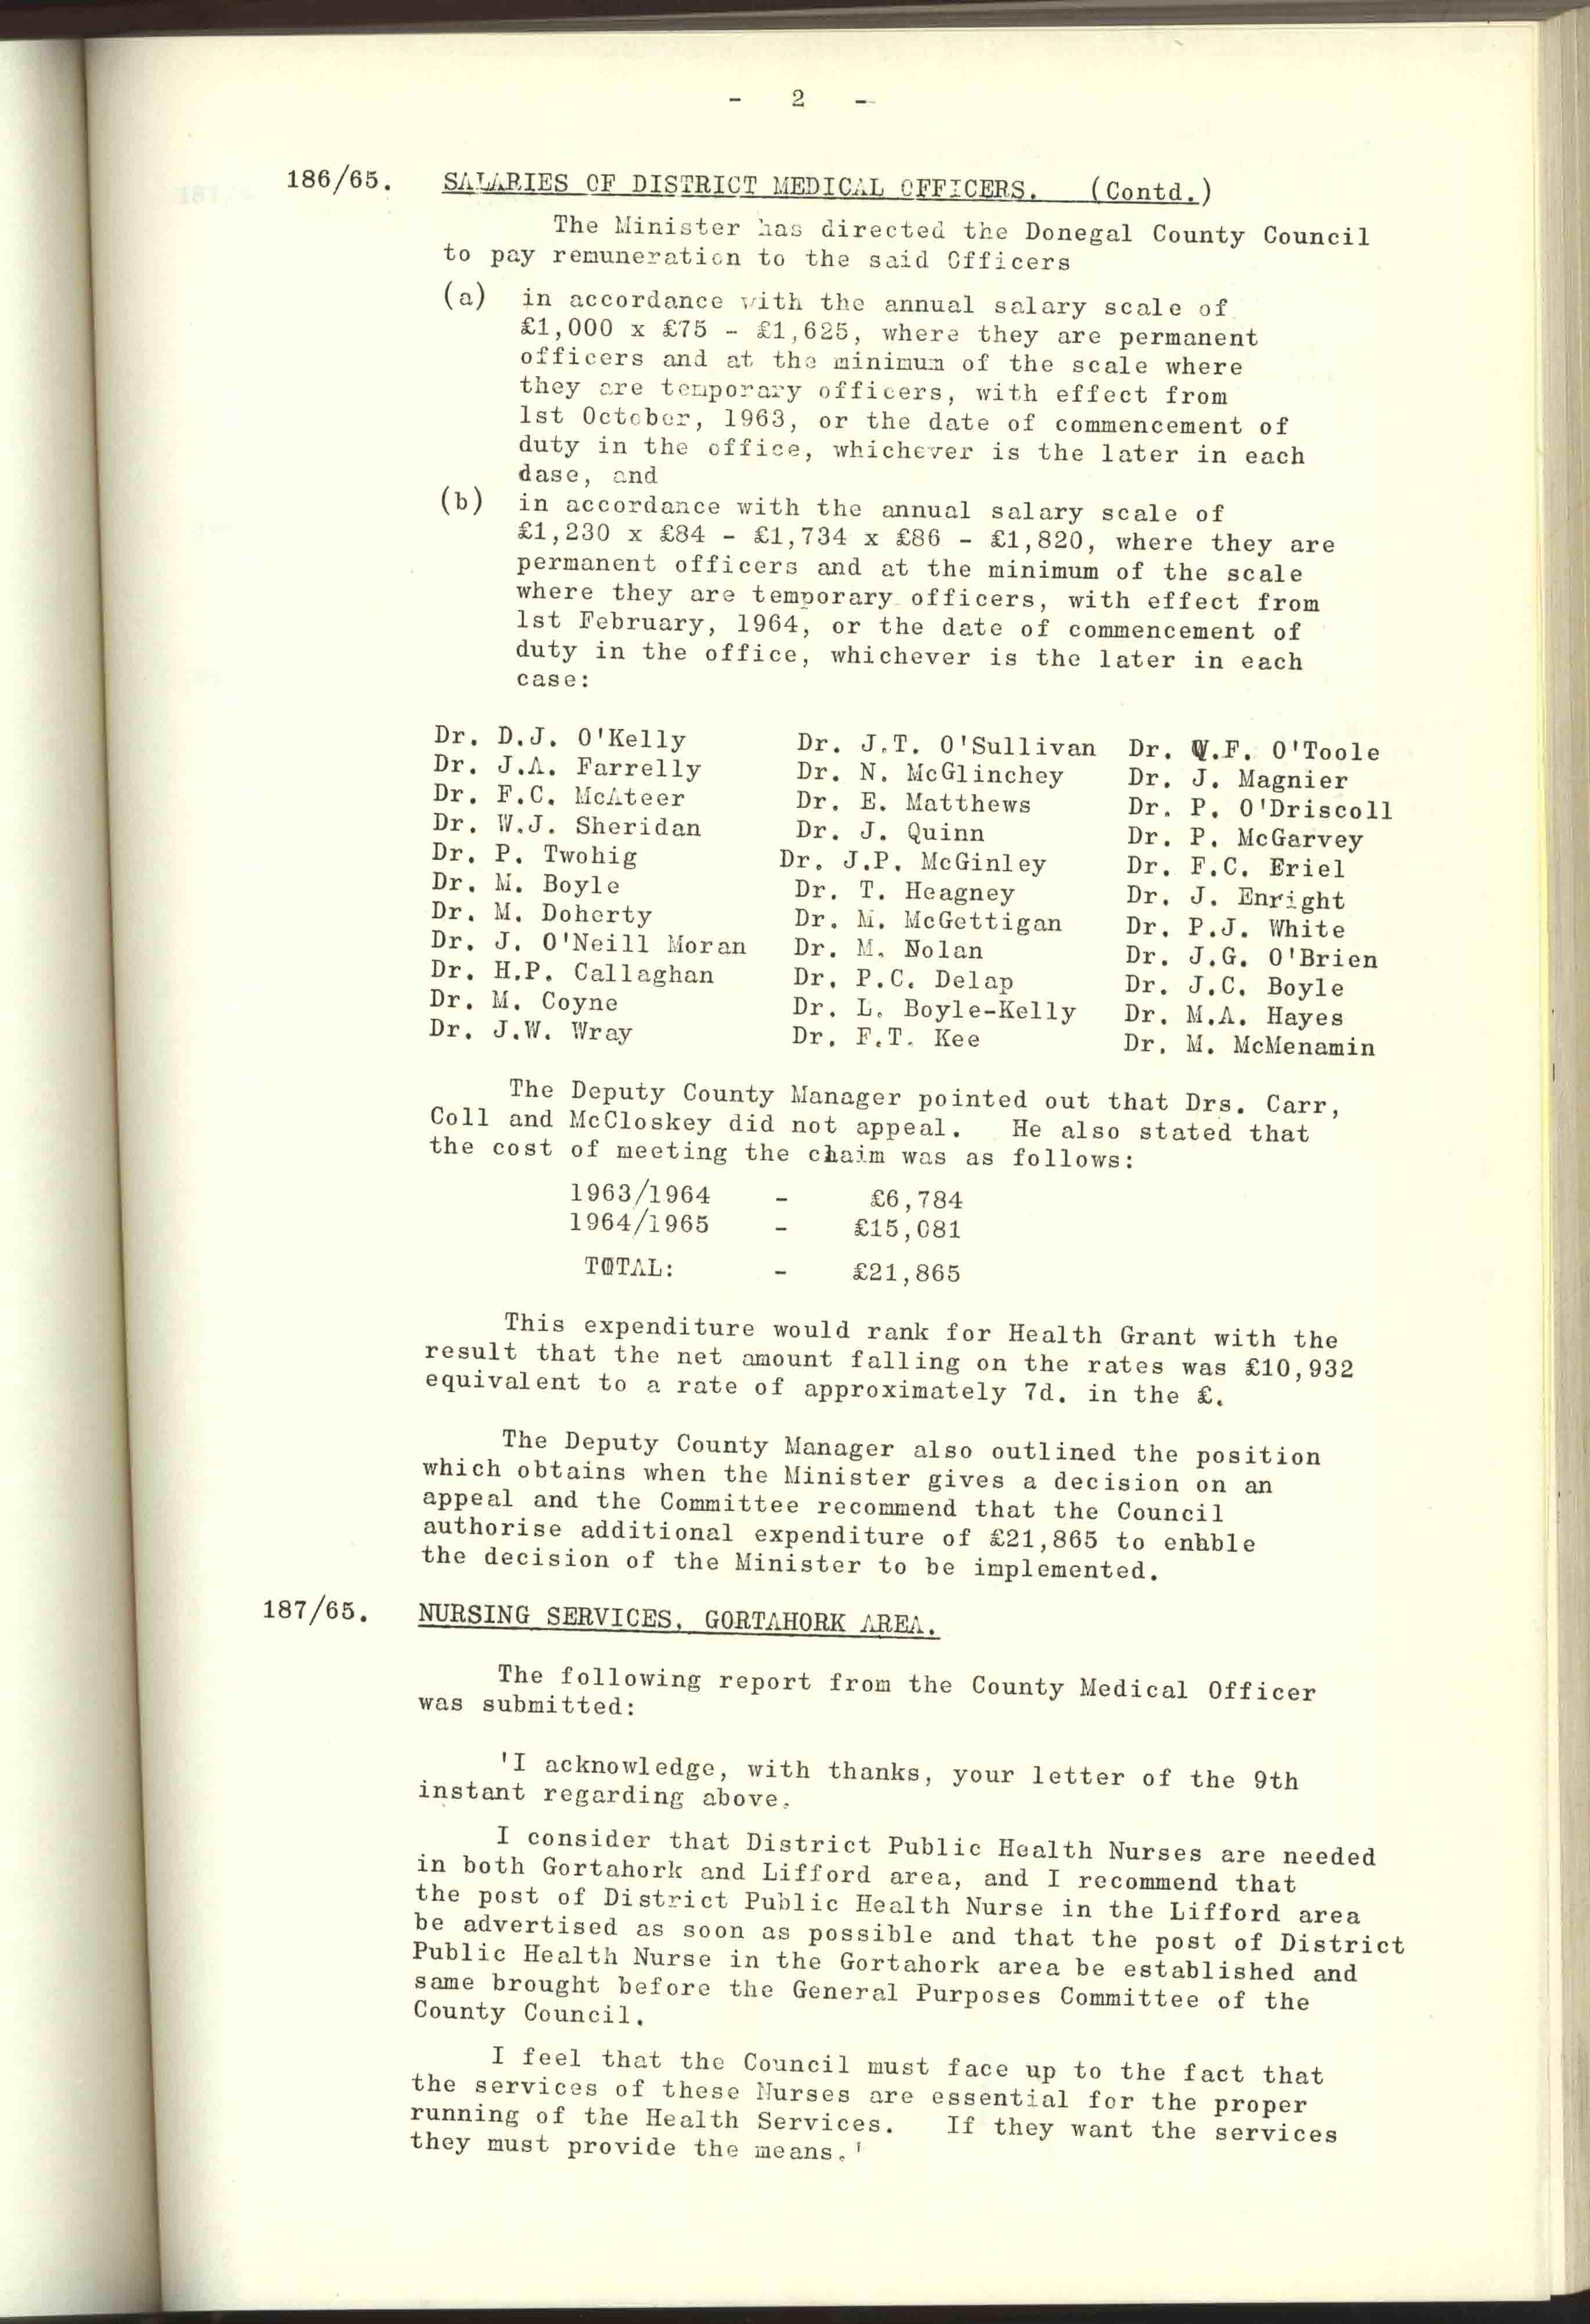 - 2 -
186/65. SALARIES OF DISTRICT MEDICAL OFFICERS. (Contd.)
The Minister has directed the Donegal County Council
to pay remuneration to the said Officers
(a) in accordance with the annual salary scale of
£1,000 x £75 - £1,625, where they are permanent
officers and at the minimum of the scale where
they are temporary officers, with effect from
1st October, 1963, or the date of commencement of
duty in the office, whichever is the later in each
dase, and
(b) in accordance with the annual salary scale of
£1,230 x £84 - £1,734 x £86 - £1,820, where they are
permanent officers and at the minimum of the scale
where they are temporary officers, with effect from
1st February, 1964, or the date of commencement of
duty in the office, whichever is the later in each
case:
Dr. D.J. O'Kelly Dr. J.T. O'Sullivan Dr. W.F. O'Toole
Dr. J.A. Farrelly Dr. N. McGlinchey Dr. J. Magnier
Dr. F.C. McAteer Dr. E. Matthews Dr. P. O'Driscoll
Dr. W.J. Sheridan Dr. J. Quinn Dr. P. McGarvey
Dr. P. Twohig Dr. J.P. McGinley Dr. F.C. Eriel
Dr. M. Boyle Dr. T. Heagney Dr. J. Enright
Dr. M. Doherty Dr. M. McGettigan Dr. P.J. White
Dr. J. O'Neill Moran Dr. M. Nolan Dr. J.G. O'Brien
Dr. H.P. Callaghan Dr. P.C. Delap Dr. J.C. Boyle
Dr. M. Coyne Dr. L. Boyle-Kelly Dr. M.A. Hayes
Dr. J.W. Wray Dr. F.T. Kee Dr. M. McMenamin
The Deputy County Manager pointed out that Drs. Carr,
Coll and McCloskey did not appeal. He also stated that
the cost of meeting the chaim was as follows:
1963/1964 - £6,784
1964/1965 - £15,081
TOTAL: - £21,865
This expenditure would rank for Health Grant with the
result that the net amount falling on the rates was £10,932
equivalent to a rate of approximately 7d. in the £.
The Deputy County Manager also outlined the position
which obtains when the Minister gives a decision on an
appeal and the Committee recommend that the Council
authorise additional expenditure of £21,865 to enhble
the decision of the Minister to be implemented.
187/65. NURSING SERVICES, GORTAHORK AREA.
The following report from the County Medical Officer
was submitted:
'I acknowledge, with thanks, your letter of the 9th
instant regarding above.
I consider that District Public Health Nurses are needed
in both Gortahork and Lifford area, and I recommend that
the post of District Public Health Nurse in the Lifford area
be advertised as soon as possible and that the post of District
Public Health Nurse in the Gortahork area be established and
same brought before the General Purposes Committee of the
County Council.
I feel that the Council must face up to the fact that
the services of these Nurses are essential for the proper
running of the Health Services. If they want the services
they must provide the means.'